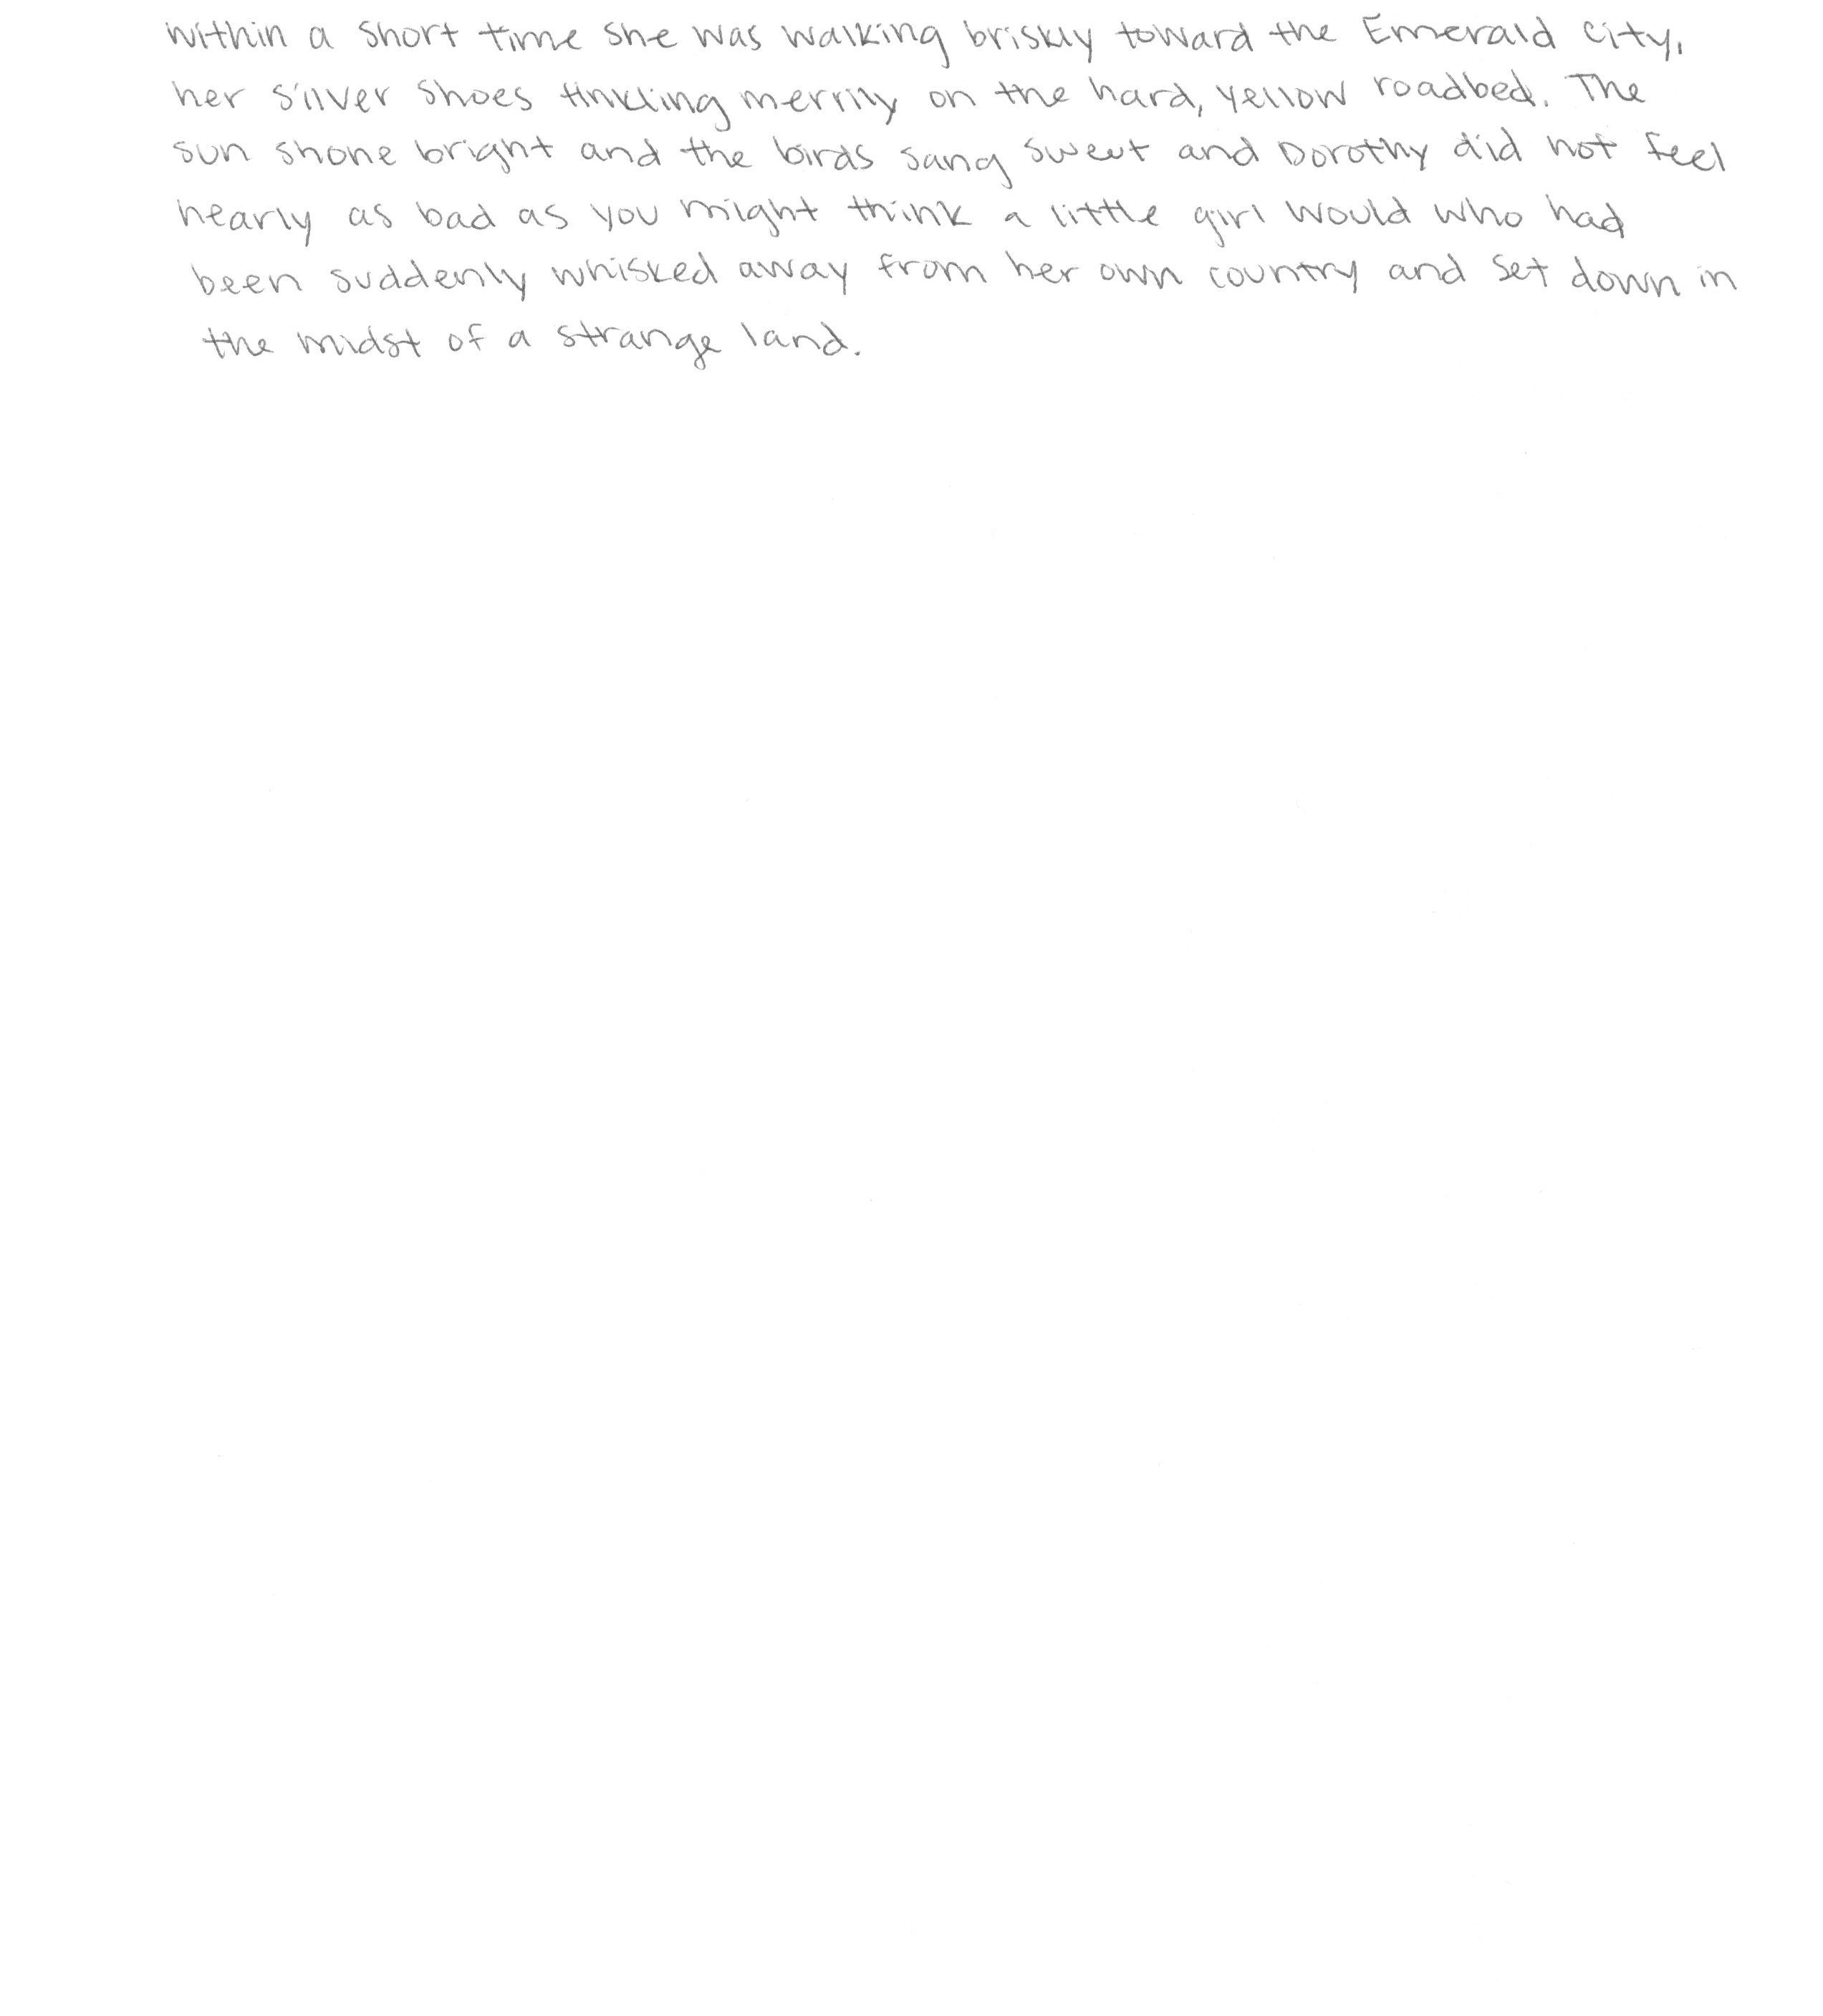 within a short time she was walking briskly toward the Emerald City,
her silver shoes tinkling merrily on the hard, yellow roadbed. The
sun shone bright and the birds sang sweet and Dorothy did not feel
nearly as bad as you might think a little girl would who had
been suddenly whisked away from her own country and set down in
the midst of a strange land.